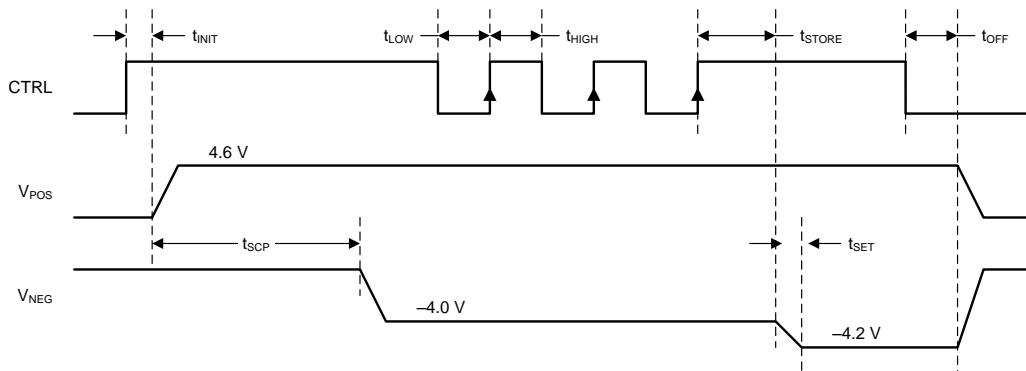 tINIT
tLOW
tHIGH
tSTORE
tOFF
CTRL
4.6 V
VPOS
tSCP
tSET
VNEG
–4.0 V
–4.2 V